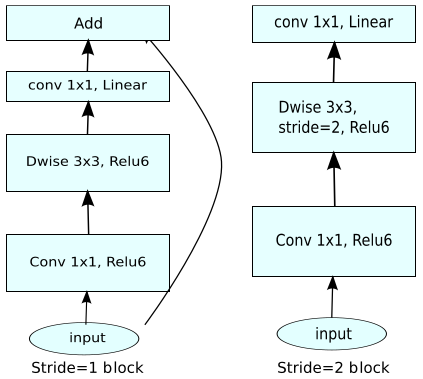 Add
conv 1x1, Linear
Dwise 3x3, Relu6
Conv 1x1, Relu6
input
Stride=1 block
conv 1x1, Linear
Dwise 3x3,
stride=2, Relu6
Conv 1x1, Relu6
input
Stride=2 block